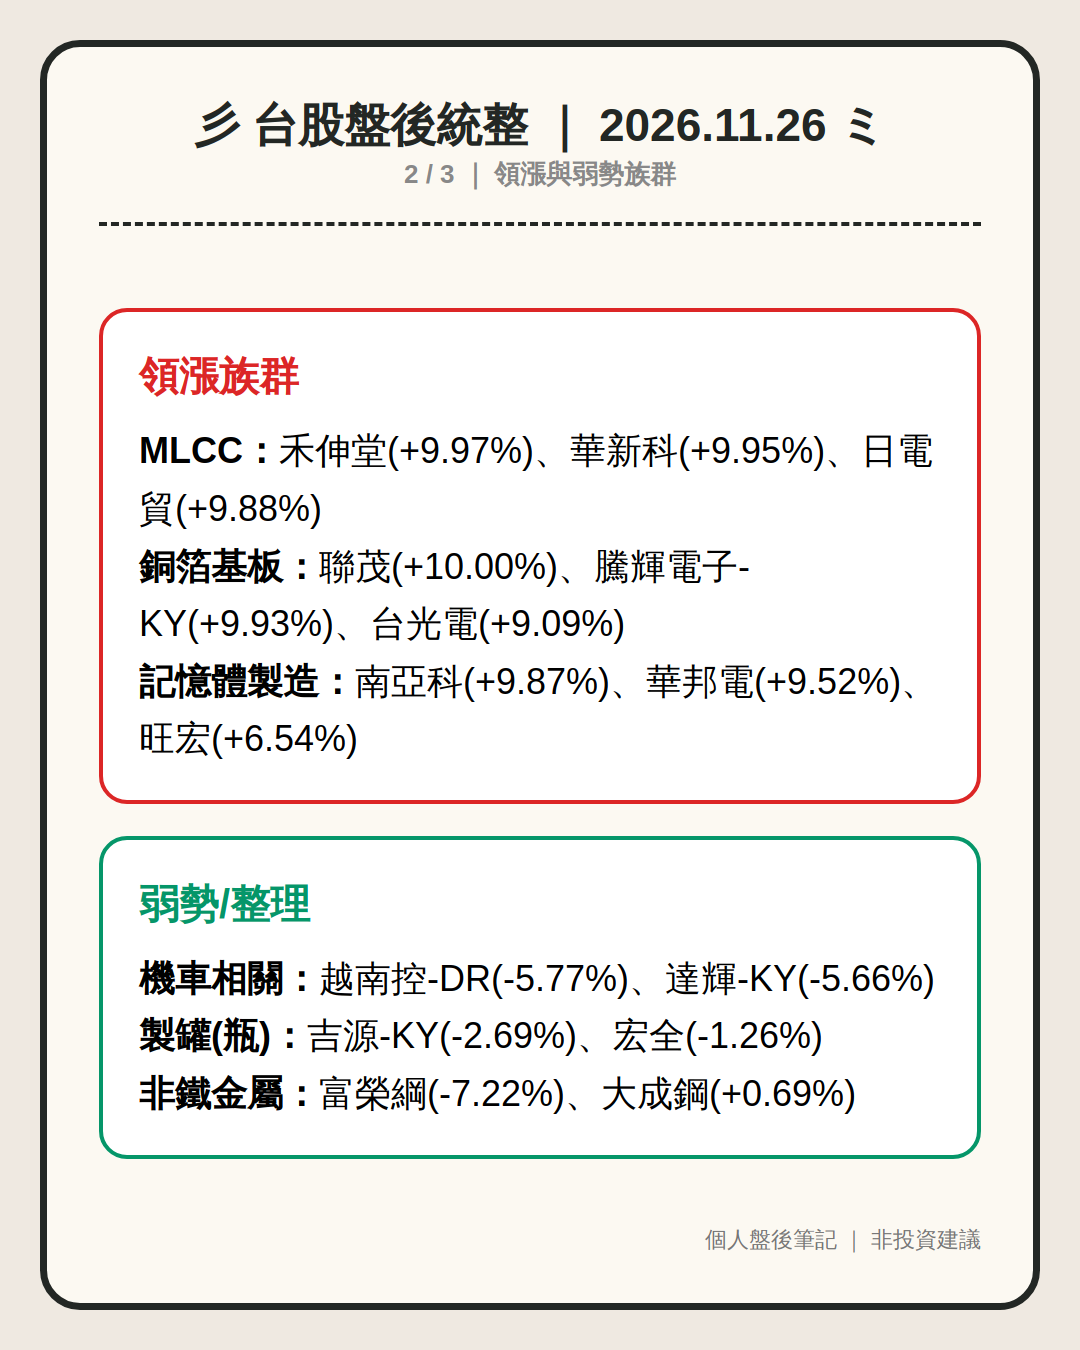 彡 台股盤後統整 ｜ 2026.11.26 ミ
2 / 3 ｜ 領漲與弱勢族群
領漲族群
MLCC：禾伸堂(+9.97%)、華新科(+9.95%)、日電
貿(+9.88%)
銅箔基板：聯茂(+10.00%)、騰輝電子-
KY(+9.93%)、台光電(+9.09%)
記憶體製造：南亞科(+9.87%)、華邦電(+9.52%)、
旺宏(+6.54%)
弱勢/整理
機車相關：越南控-DR(-5.77%)、達輝-KY(-5.66%)
製罐(瓶)：吉源-KY(-2.69%)、宏全(-1.26%)
非鐵金屬：富榮綱(-7.22%)、大成鋼(+0.69%)
個人盤後筆記 ｜ 非投資建議